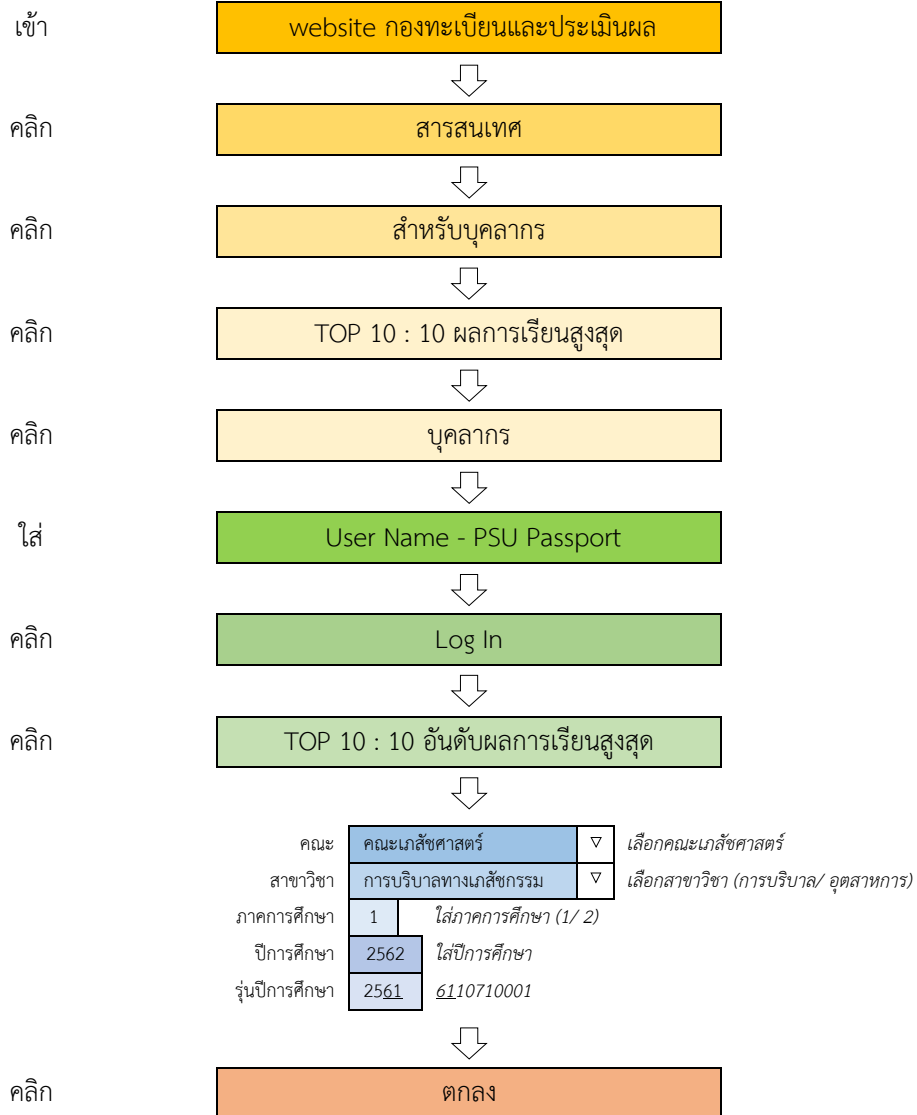 เข้า website กองทะเบียนและประเมินผล
คลิก สารสนเทศ
คลิก สำหรับบุคลากร
คลิก TOP 10 : 10 ผลการเรียนสูงสุด
คลิก บุคลากร
ใส่ User Name - PSU Passport
คลิก Log In
คลิก TOP 10 : 10 อันดับผลการเรียนสูงสุด
คณะ คณะเภสัชศาสตร์ เลือกคณะเภสัชศาสตร์
สาขาวิชา การบริบาลทางเภสัชกรรม เลือกสาขาวิชา (การบริบาล/ อุตสาหการ)
ภาคการศึกษา 1 ใส่ภาคการศึกษา (1/ 2)
ปีการศึกษา 2562 ใส่ปีการศึกษา
รุ่นปีการศึกษา 2561 6110710001
คลิก ตกลง